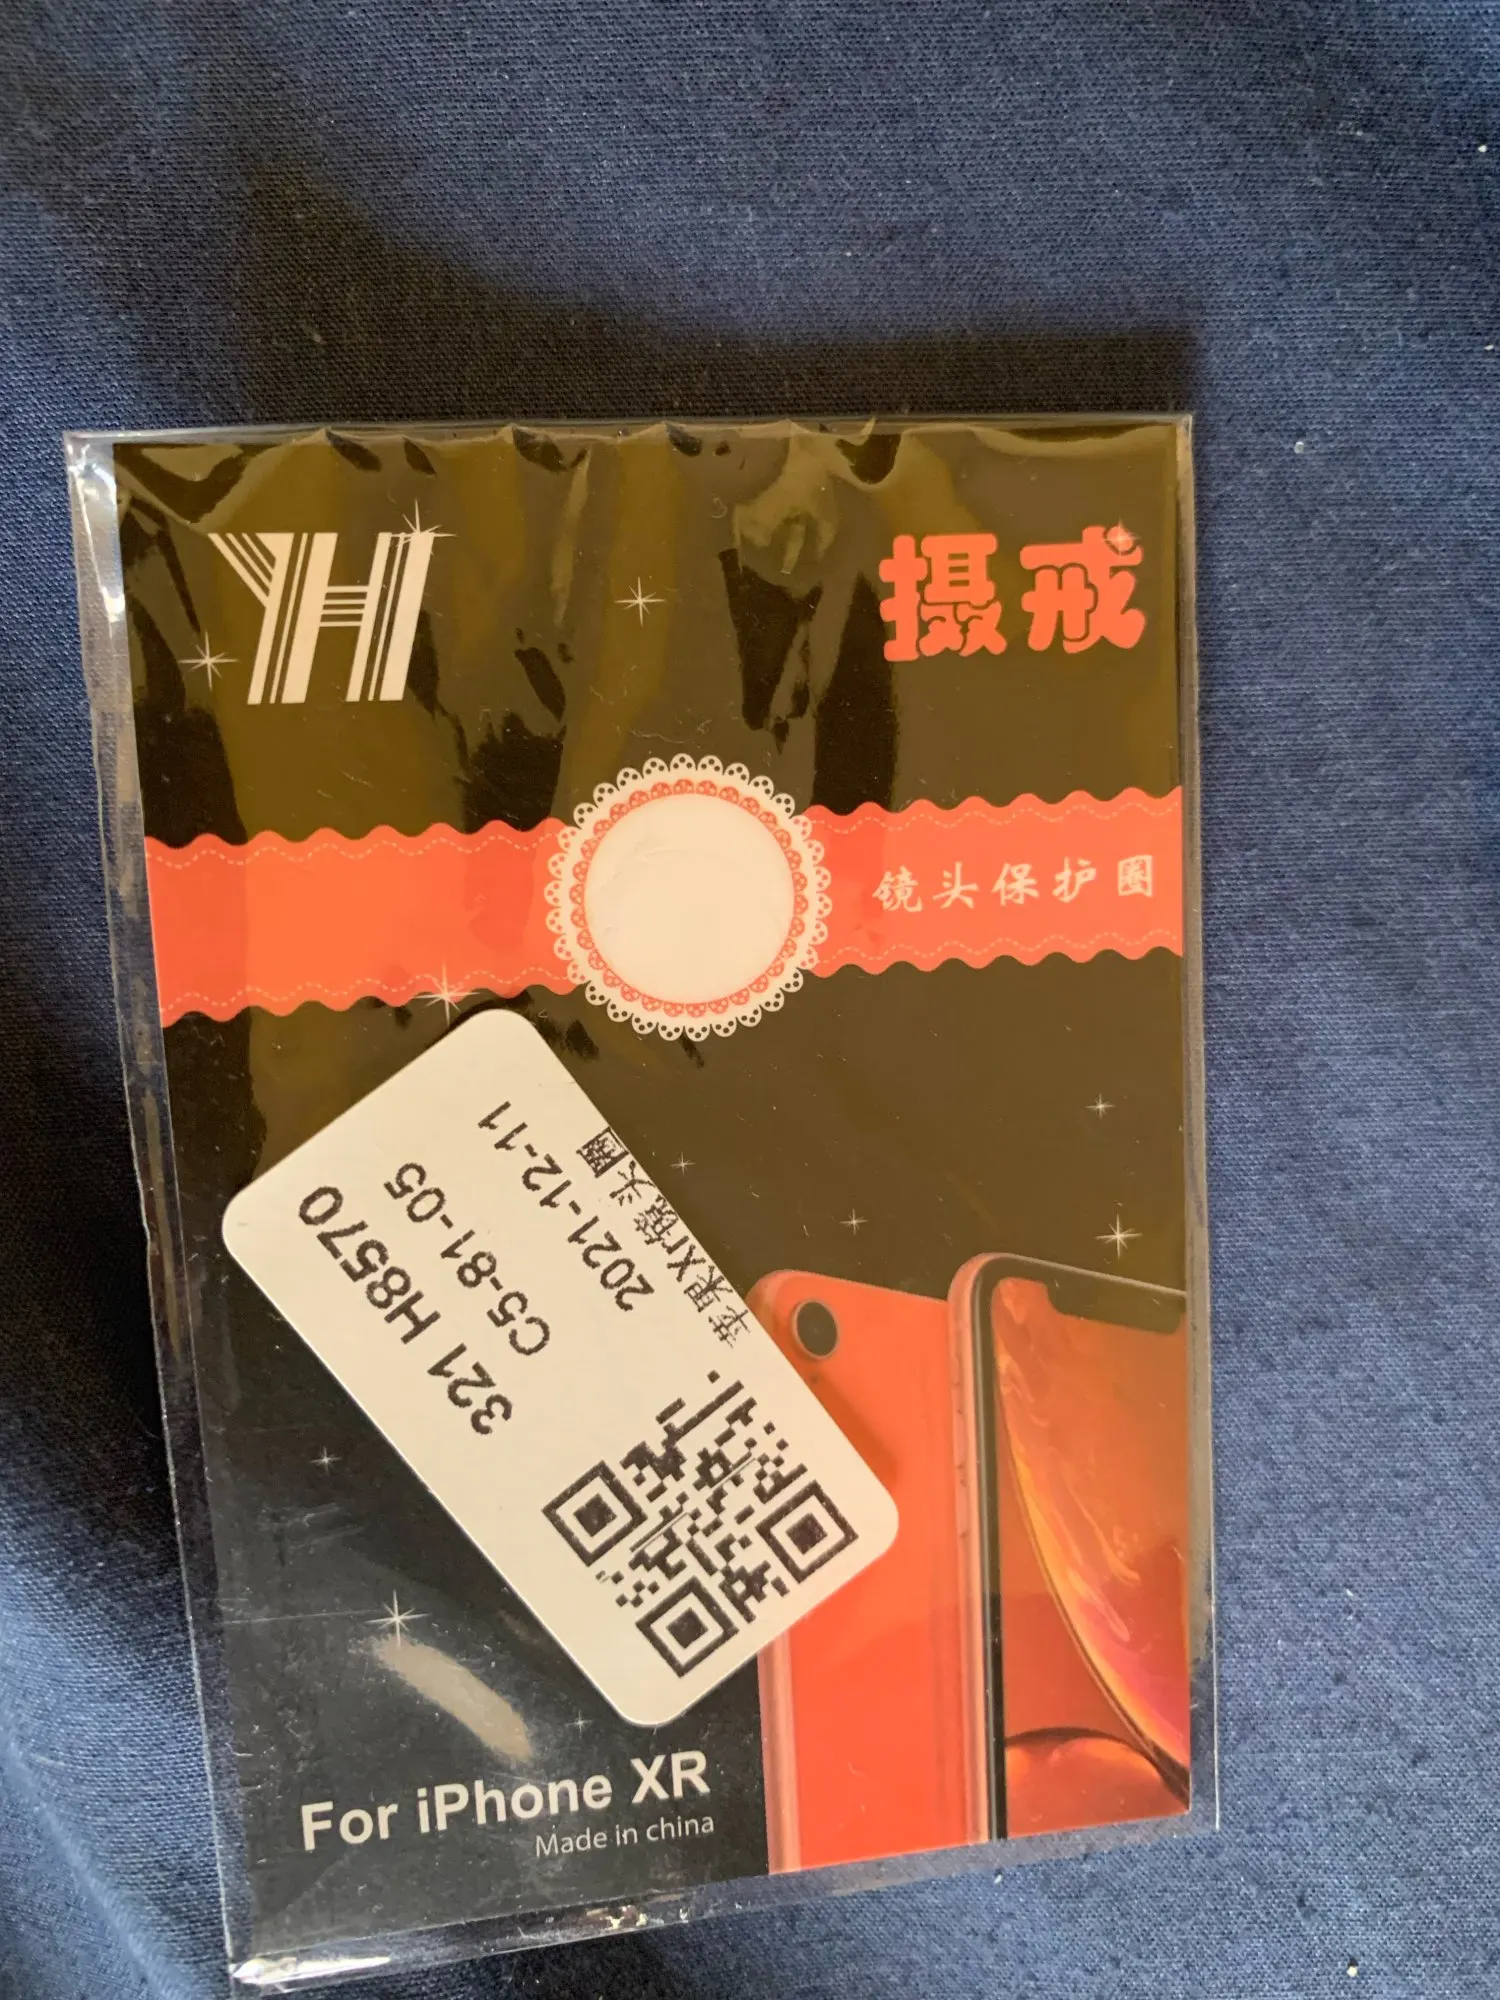 YH
摄戒
镜头保护圈
321 H8570
C5-81-05
2021-12-11
苹果Xr镜头圈
For iPhone XR
Made in china